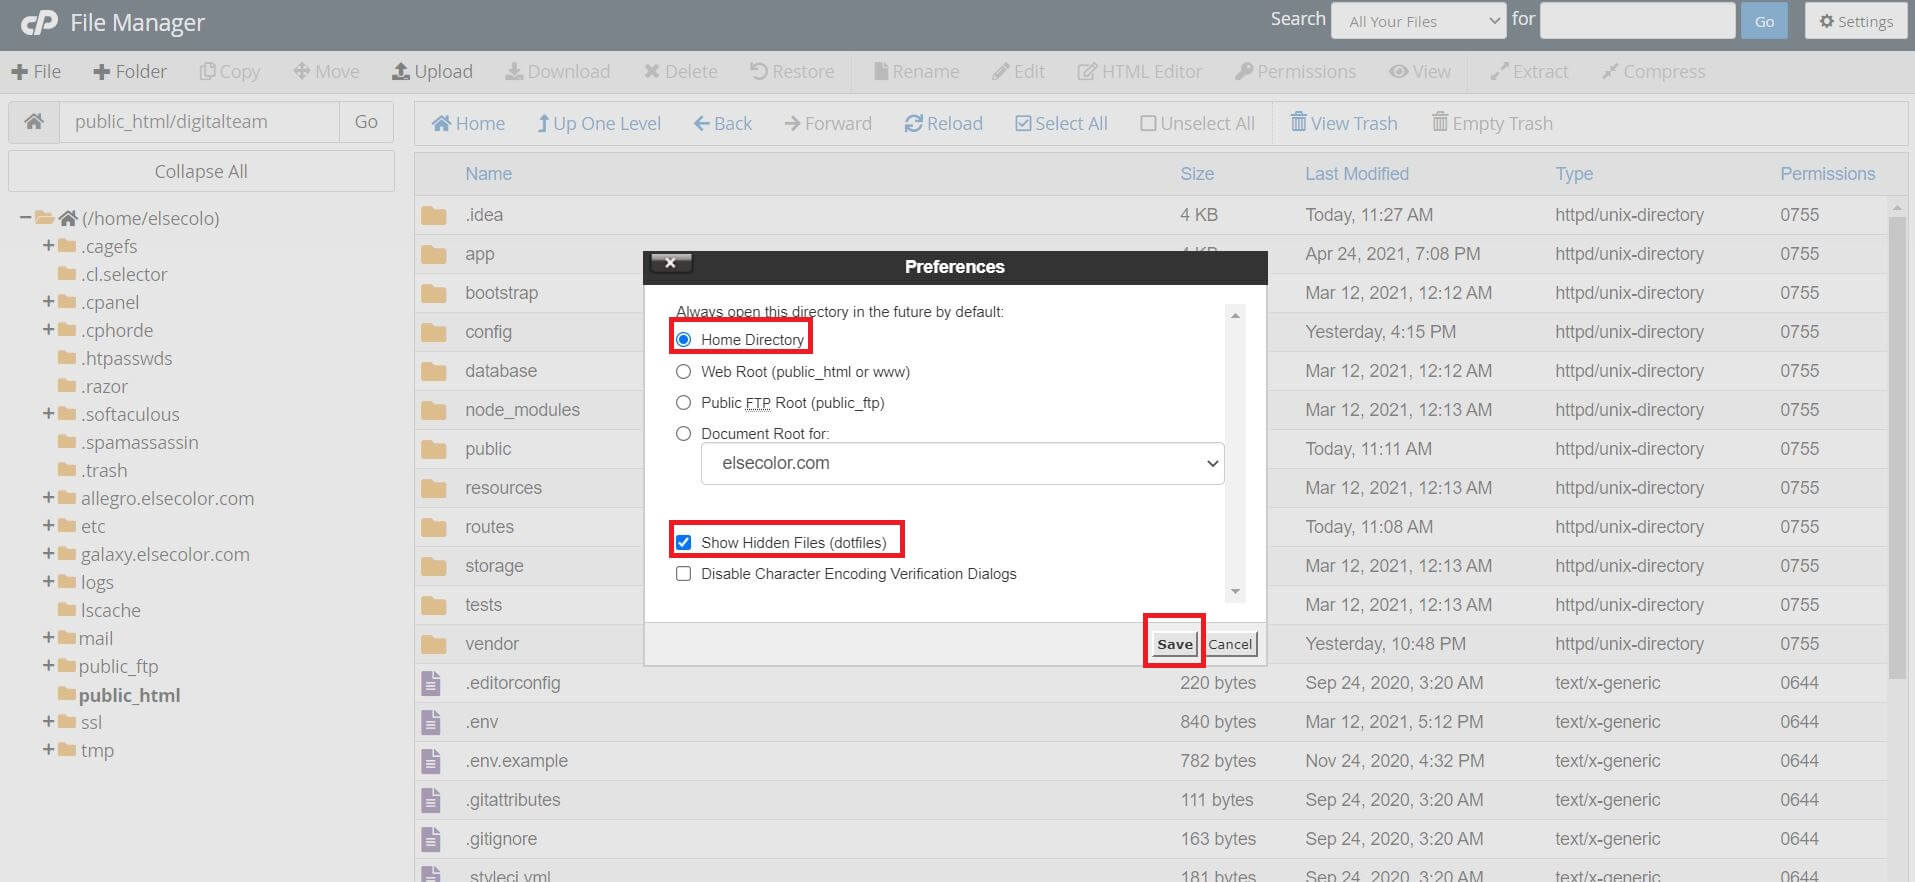 cP File Manager
Search All Your Files for Go Settings
File Folder Copy Move Upload Download Delete Restore Rename Edit HTML Editor Permissions View Extract Compress
public_html/digitalteam Go
Home Up One Level Back Forward Reload Select All Unselect All View Trash Empty Trash
Collapse All
(/home/elsecolo)
.cagefs
.cl.selector
.cpanel
.cphorde
.htpasswds
.razor
.softaculous
.spamassassin
.trash
allegro.elsecolor.com
etc
galaxy.elsecolor.com
logs
lscache
mail
public_ftp
public_html
ssl
tmp
Name Size Last Modified Type Permissions
.idea 4 KB Today, 11:27 AM httpd/unix-directory 0755
app 4 KB Apr 24, 2021, 7:08 PM httpd/unix-directory 0755
bootstrap Mar 12, 2021, 12:12 AM httpd/unix-directory 0755
config Yesterday, 4:15 PM httpd/unix-directory 0755
database Mar 12, 2021, 12:12 AM httpd/unix-directory 0755
node_modules Mar 12, 2021, 12:13 AM httpd/unix-directory 0755
public Today, 11:11 AM httpd/unix-directory 0755
resources Mar 12, 2021, 12:13 AM httpd/unix-directory 0755
routes Today, 11:08 AM httpd/unix-directory 0755
storage Mar 12, 2021, 12:13 AM httpd/unix-directory 0755
tests Mar 12, 2021, 12:13 AM httpd/unix-directory 0755
vendor Yesterday, 10:48 PM httpd/unix-directory 0755
.editorconfig 220 bytes Sep 24, 2020, 3:20 AM text/x-generic 0644
.env 840 bytes Mar 12, 2021, 5:12 PM text/x-generic 0644
.env.example 782 bytes Nov 24, 2020, 4:32 PM text/x-generic 0644
.gitattributes 111 bytes Sep 24, 2020, 3:20 AM text/x-generic 0644
.gitignore 163 bytes Sep 24, 2020, 3:20 AM text/x-generic 0644
.styleci.yml 181 bytes Sep 24, 2020, 3:20 AM text/x-generic 0644
Preferences
Always open this directory in the future by default:
Home Directory
Web Root (public_html or www)
Public FTP Root (public_ftp)
Document Root for:
elsecolor.com
Show Hidden Files (dotfiles)
Disable Character Encoding Verification Dialogs
Save Cancel